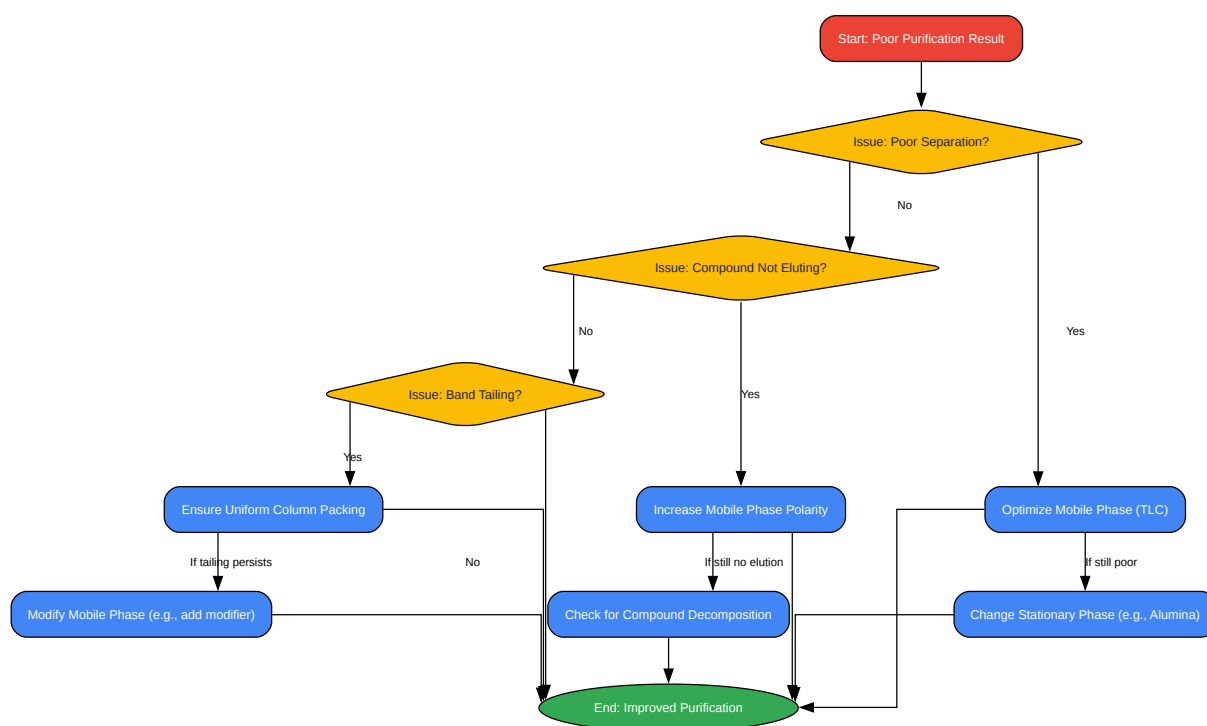 Start: Poor Purification Result
Issue: Poor Separation?
No
Issue: Compound Not Eluting?
No
Yes
Issue: Band Tailing?
Yes
Yes
Ensure Uniform Column Packing
Increase Mobile Phase Polarity
Optimize Mobile Phase (TLC)
If tailing persists
No
If still no elution
If still poor
Modify Mobile Phase (e.g., add modifier)
Check for Compound Decomposition
Change Stationary Phase (e.g., Alumina)
End: Improved Purification